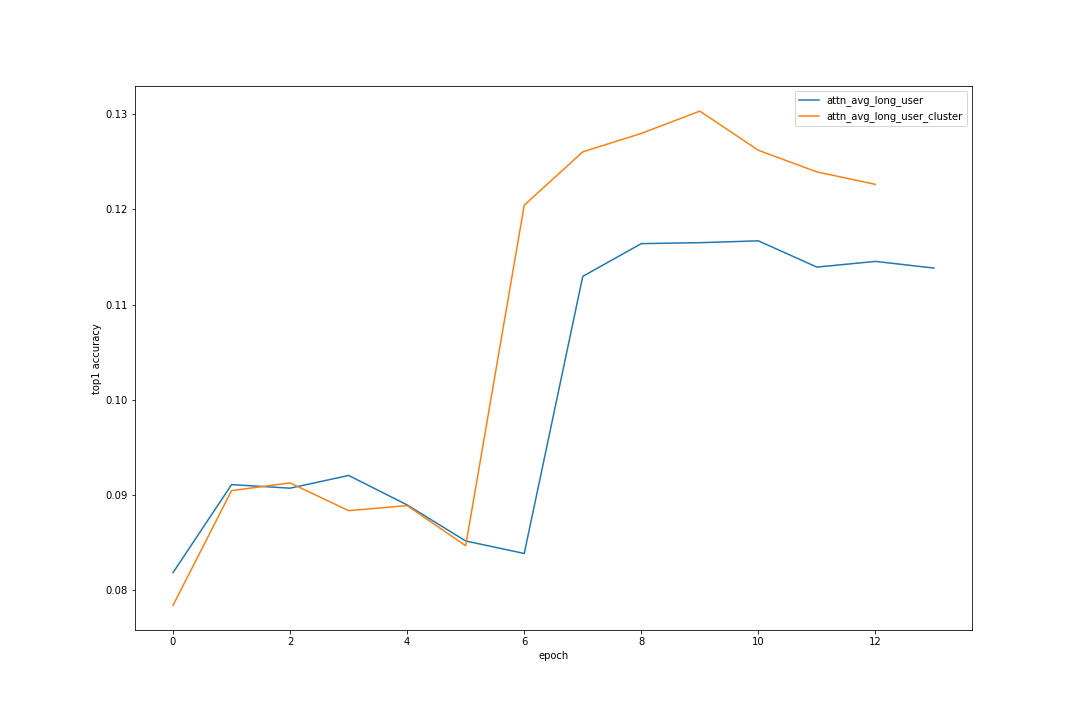 attn_avg_long_user
attn_avg_long_user_cluster
0.13
0.12
0.11
0.10
0.09
0.08
top1 accuracy
0 2 4 6 8 10 12
epoch